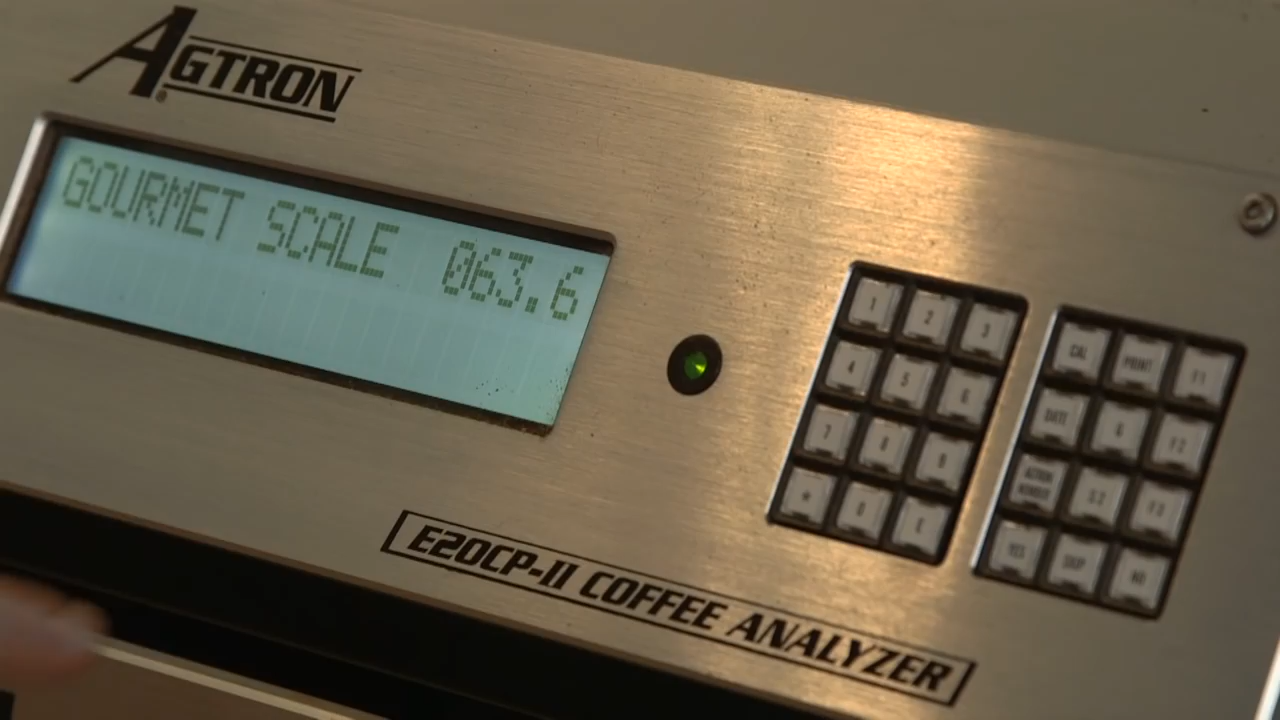 AGTRON®
GOURMET SCALE 063.6
1 2 3
4 5 6
7 8 9
* 0 E
CAL PRINT F1
DATE G F2
F3
YES SKIP NO
E20CP-II COFFEE ANALYZER